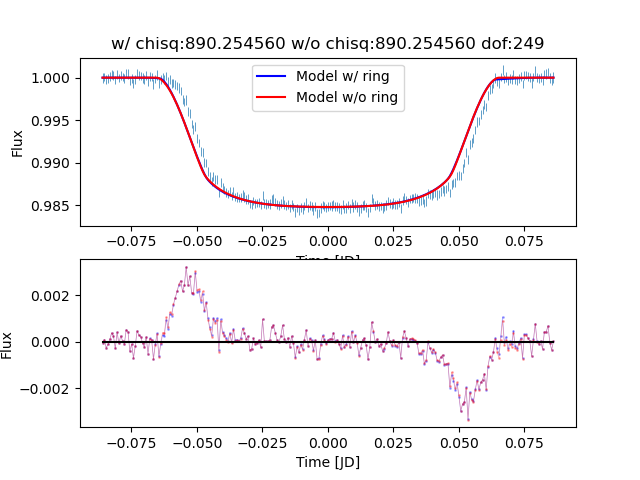 w/ chisq:890.254560 w/o chisq:890.254560 dof:249
1.000
0.995
0.990
0.985
Flux
Model w/ ring
Model w/o ring
−0.075 −0.050 −0.025 0.000 0.025 0.050 0.075
Time [JD]
0.002
0.000
−0.002
Flux
−0.075 −0.050 −0.025 0.000 0.025 0.050 0.075
Time [JD]